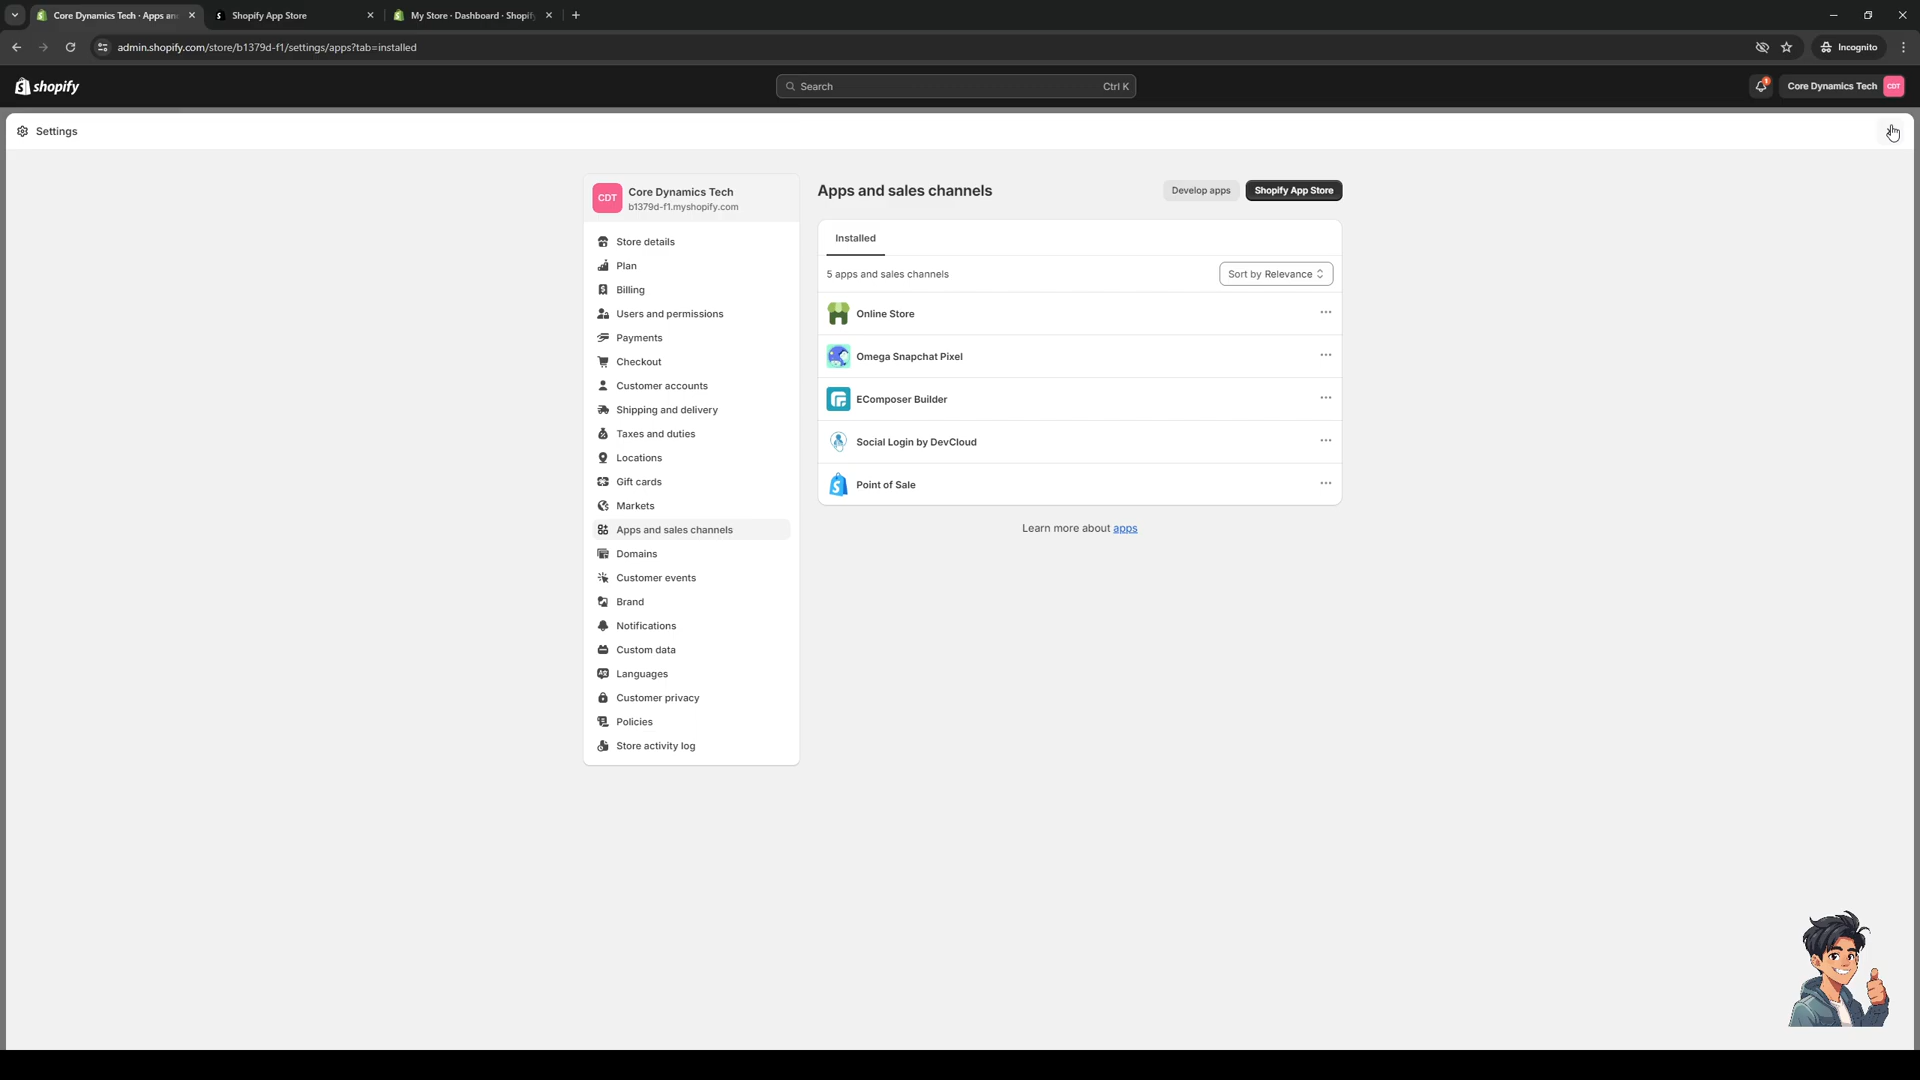 Core Dynamics Tech · Apps an
Shopify App Store
My Store · Dashboard · Shopify
admin.shopify.com/store/b1379d-f1/settings/apps?tab=installed
Incognito
shopify
Search
Ctrl K
1
Core Dynamics Tech
CDT
Settings
CDT
Core Dynamics Tech
b1379d-f1.myshopify.com
Store details
Plan
Billing
Users and permissions
Payments
Checkout
Customer accounts
Shipping and delivery
Taxes and duties
Locations
Gift cards
Markets
Apps and sales channels
Domains
Customer events
Brand
Notifications
Custom data
Languages
Customer privacy
Policies
Store activity log
Apps and sales channels
Develop apps
Shopify App Store
Installed
5 apps and sales channels
Sort by Relevance
Online Store
Omega Snapchat Pixel
EComposer Builder
Social Login by DevCloud
Point of Sale
Learn more about apps